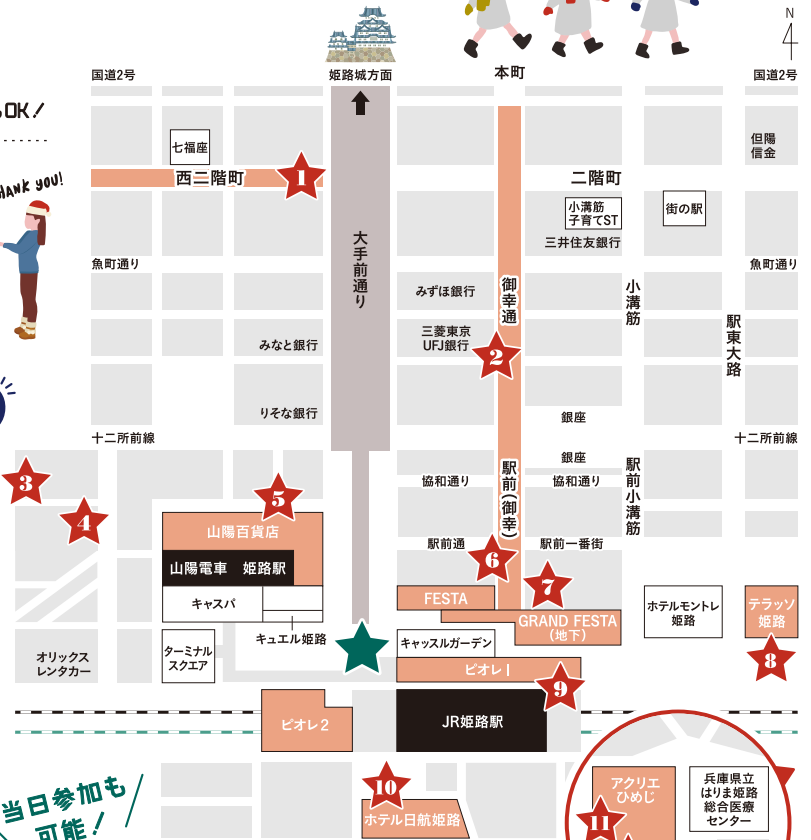 N
国道2号
姫路城方面
本町
国道2号
OK!
七福座
但陽
信金
THANK YOU!
西二階町
1
二階町
小溝筋
子育てST
街の駅
三井住友銀行
大手前通り
魚町通り
魚町通り
みずほ銀行
御幸通
小溝筋
三菱東京
UFJ銀行
駅東大路
みなと銀行
2
りそな銀行
銀座
十二所前線
十二所前線
銀座
駅前(御幸)
駅前小溝筋
3
協和通り
協和通り
5
4
山陽百貨店
駅前通
駅前一番街
6
山陽電車 姫路駅
7
キャスパ
FESTA
ホテルモントレ
姫路
テラッソ
姫路
GRAND FESTA
(地下)
キュエル姫路
キャッスルガーデン
オリックス
レンタカー
ターミナル
スクエア
8
ピオレ1
9
ピオレ2
JR姫路駅
10
アクリエ
ひめじ
兵庫県立
はりま姫路
総合医療
センター
当日参加も
可能!
ホテル日航姫路
11